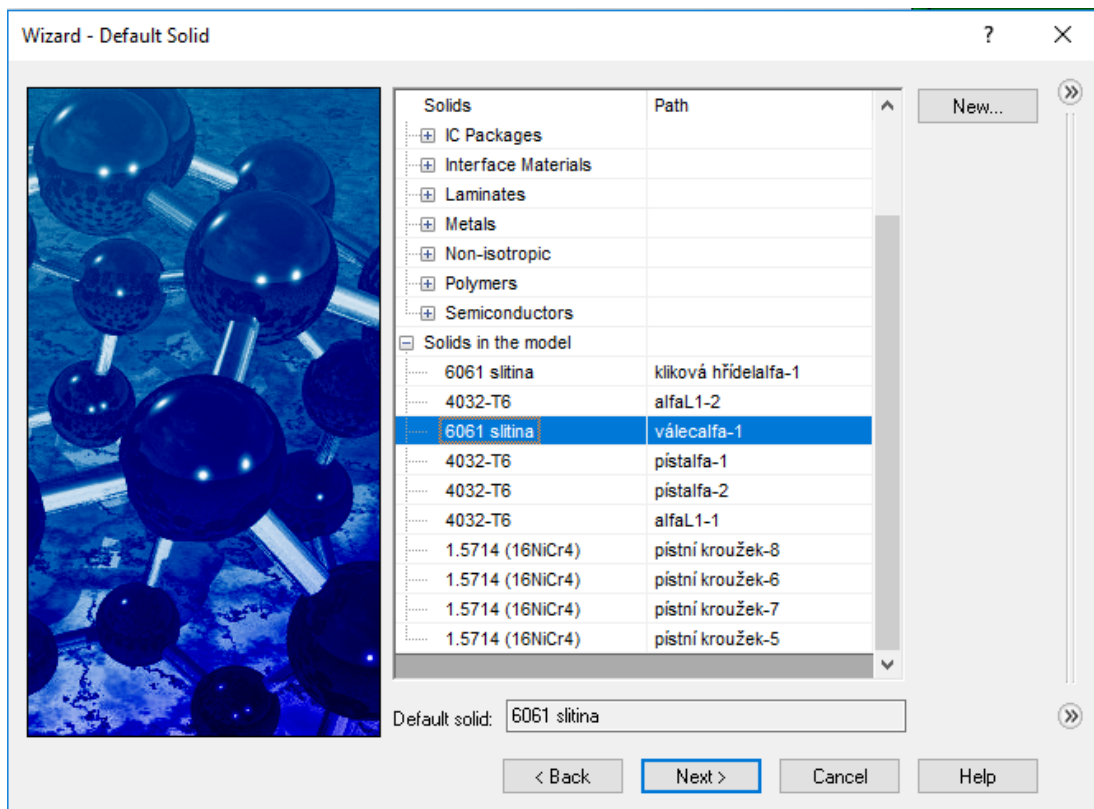 Wizard - Default Solid ?
Solids Path New...
IC Packages
Interface Materials
Laminates
Metals
Non-isotropic
Polymers
Semiconductors
Solids in the model
6061 slitina kliková hřídelalfa-1
4032-T6 alfaL1-2
6061 slitina válecalfa-1
4032-T6 pístalfa-1
4032-T6 pístalfa-2
4032-T6 alfaL1-1
1.5714 (16NiCr4) pístní kroužek-8
1.5714 (16NiCr4) pístní kroužek-6
1.5714 (16NiCr4) pístní kroužek-7
1.5714 (16NiCr4) pístní kroužek-5
Default solid: 6061 slitina
< Back Next > Cancel Help